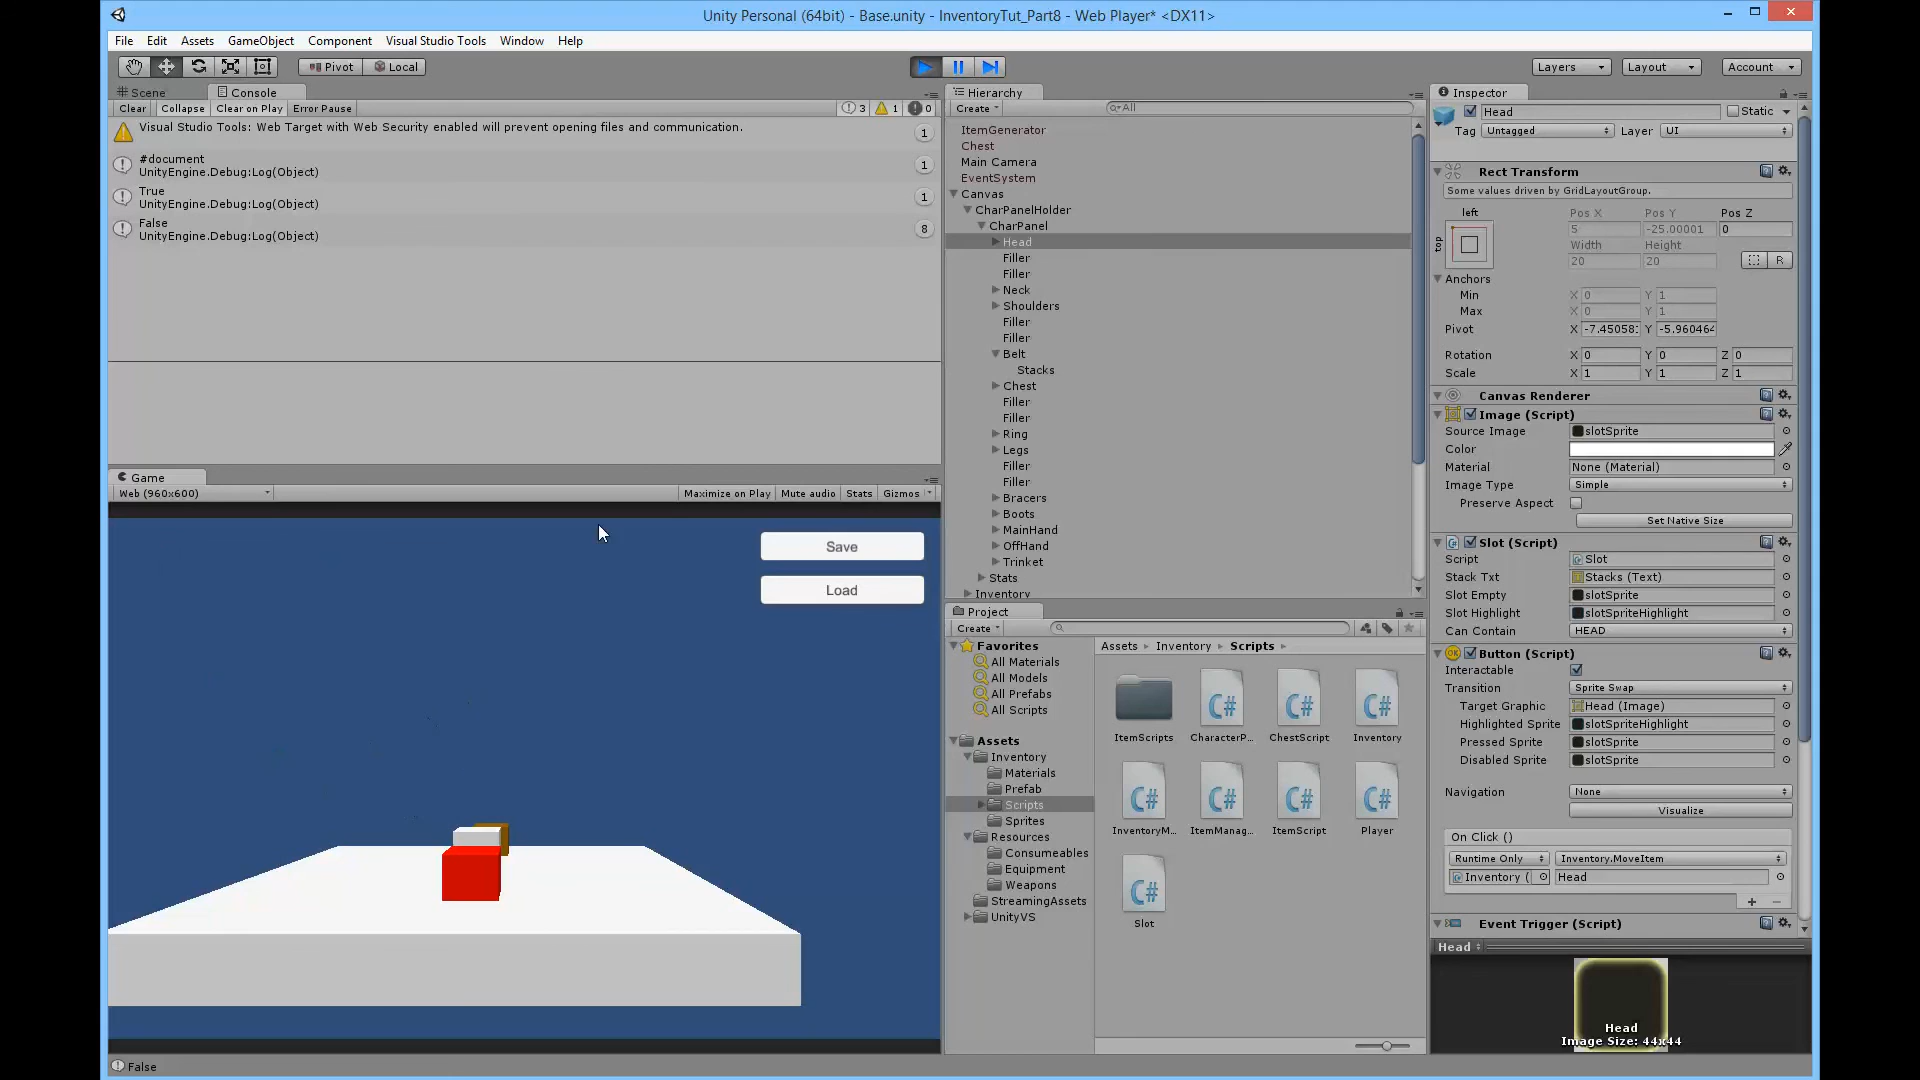 Unity Personal (64bit) - Base.unity - InventoryTut_Part8 - Web Player* <DX11>
File Edit Assets GameObject Component Visual Studio Tools Window Help
Pivot Local Layers Layout Account
Scene Console
Clear Collapse Clear on Play Error Pause 3 1 0
Visual Studio Tools: Web Target with Web Security enabled will prevent opening files and communication. 1
#document
UnityEngine.Debug:Log(Object) 1
True
UnityEngine.Debug:Log(Object) 1
False
UnityEngine.Debug:Log(Object) 8
Game
Web (960x600) Maximize on Play Mute audio Stats Gizmos
Save
Load
False
Hierarchy
Create All
ItemGenerator
Chest
Main Camera
EventSystem
Canvas
CharPanelHolder
CharPanel
Head
Filler
Filler
Neck
Shoulders
Filler
Filler
Belt
Stacks
Chest
Filler
Filler
Ring
Legs
Filler
Filler
Bracers
Boots
MainHand
OffHand
Trinket
Stats
Inventory
Project
Create
Favorites
All Materials
All Models
All Prefabs
All Scripts
Assets
Inventory
Materials
Prefab
Scripts
Sprites
Resources
Consumeables
Equipment
Weapons
StreamingAssets
UnityVS
Assets Inventory Scripts
ItemScripts CharacterP... ChestScript Inventory
InventoryM... ItemManag... ItemScript Player
Slot
Inspector
Head Static
Tag Untagged Layer UI
Rect Transform
Some values driven by GridLayoutGroup.
left Pos X Pos Y Pos Z
top 5 -25.00001 0
Width Height
20 20 R
Anchors
Min X 0 Y 1
Max X 0 Y 1
Pivot X -7.45058: Y -5.960464
Rotation X 0 Y 0 Z 0
Scale X 1 Y 1 Z 1
Canvas Renderer
Image (Script)
Source Image slotSprite
Color
Material None (Material)
Image Type Simple
Preserve Aspect
Set Native Size
Slot (Script)
Script Slot
Stack Txt Stacks (Text)
Slot Empty slotSprite
Slot Highlight slotSpriteHighlight
Can Contain HEAD
Button (Script)
Interactable
Transition Sprite Swap
Target Graphic Head (Image)
Highlighted Sprite slotSpriteHighlight
Pressed Sprite slotSprite
Disabled Sprite slotSprite
Navigation None
Visualize
On Click ()
Runtime Only Inventory.MoveItem
Inventory ( Head
Event Trigger (Script)
Head
Head
Image Size: 44x44